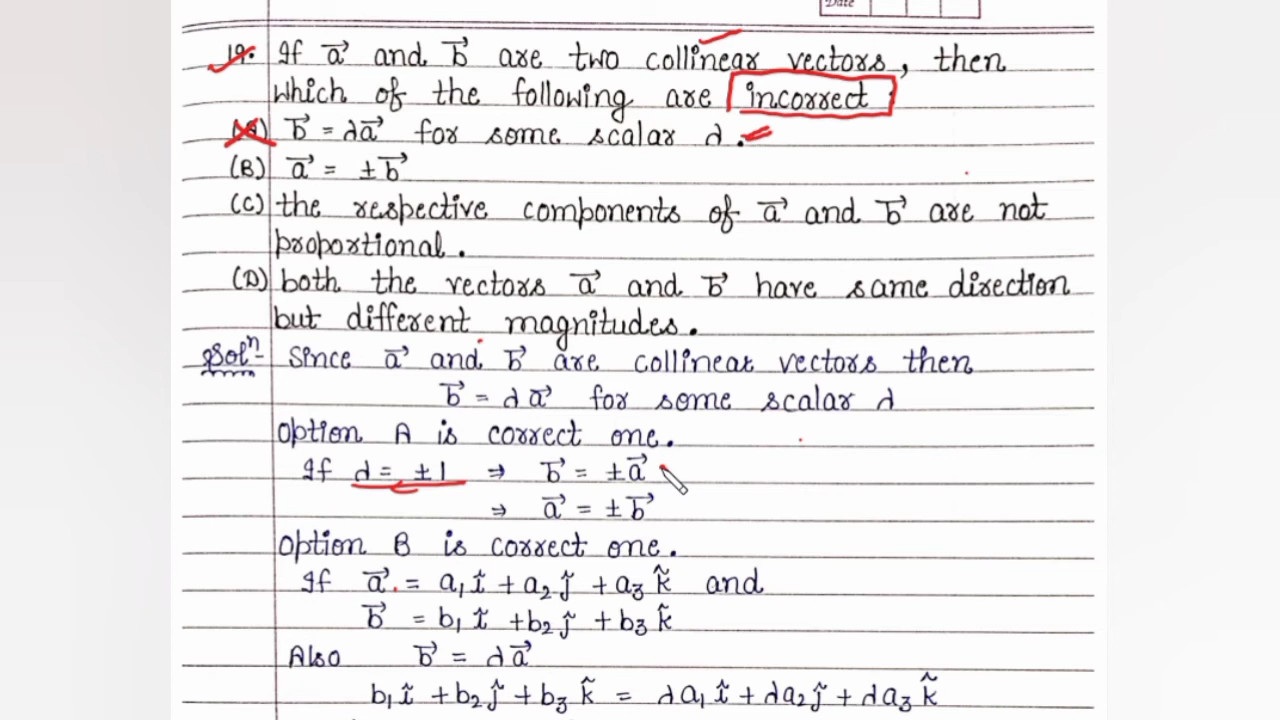 Date
19. If a⃗ and b⃗ are two collinear vectors, then
which of the following are incorrect
(A) b⃗ = λa⃗ for some scalar λ.
(B) a⃗ = ±b⃗
(C) the respective components of a⃗ and b⃗ are not
proportional.
(D) both the vectors a⃗ and b⃗ have same direction
but different magnitudes.
Solⁿ- Since a⃗ and b⃗ are collinear vectors then
b⃗ = λa⃗ for some scalar λ
Option A is correct one.
If λ = ±1 ⇒ b⃗ = ±a⃗
⇒ a⃗ = ±b⃗
Option B is correct one.
If a⃗ = a₁î + a₂ĵ + a₃k̂ and
b⃗ = b₁î + b₂ĵ + b₃k̂
Also b⃗ = λa⃗
b₁î + b₂ĵ + b₃k̂ = λa₁î + λa₂ĵ + λa₃k̂